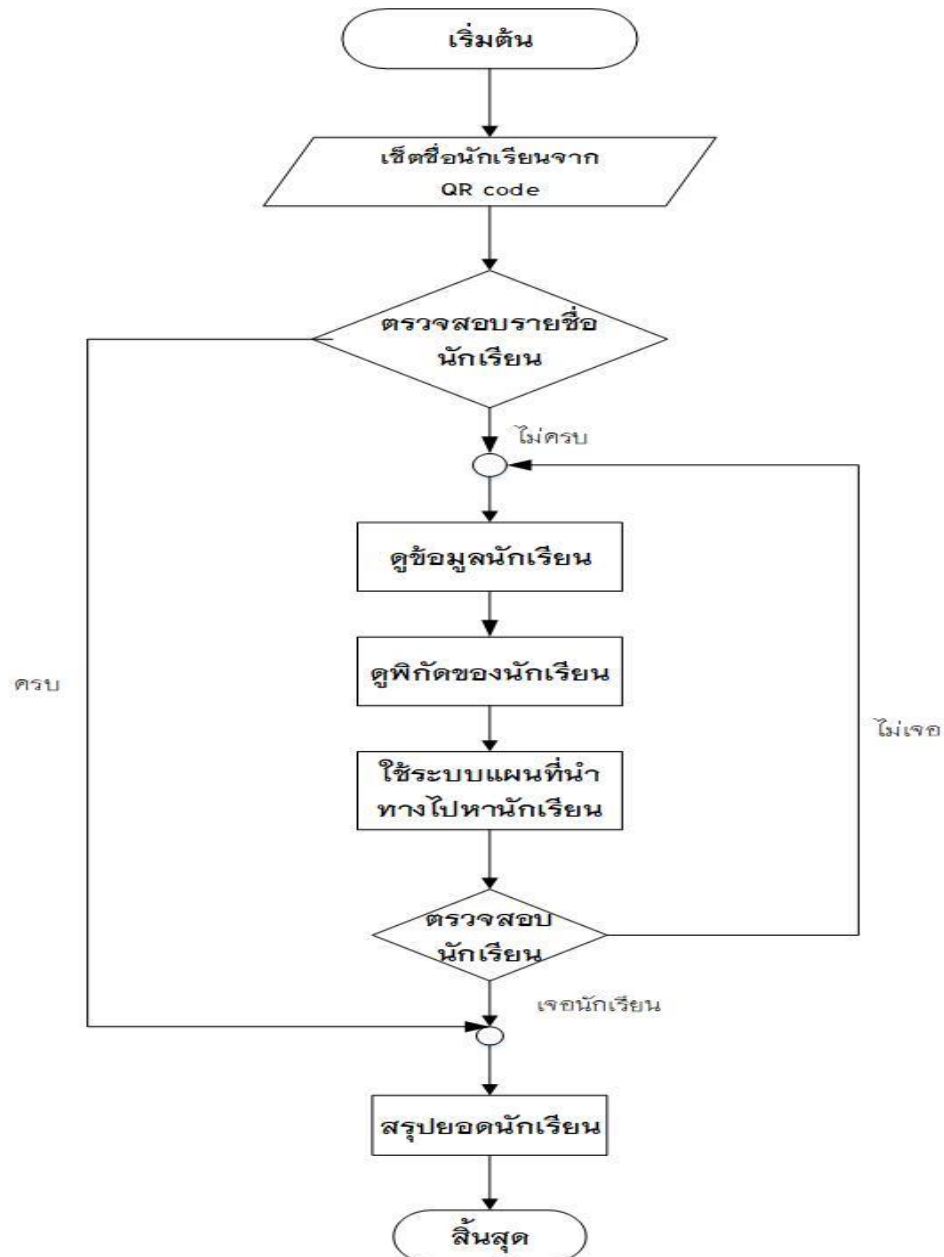 เริ่มต้น
เช็ตชื่อนักเรียนจาก
QR code
ตรวจสอบรายชื่อ
นักเรียน
ไม่ครบ
ดูข้อมูลนักเรียน
ดูพิกัดของนักเรียน
ครบ
ไม่เจอ
ใช้ระบบแผนที่นำ
ทางไปหานักเรียน
ตรวจสอบ
นักเรียน
เจอนักเรียน
สรุปยอดนักเรียน
สิ้นสุด